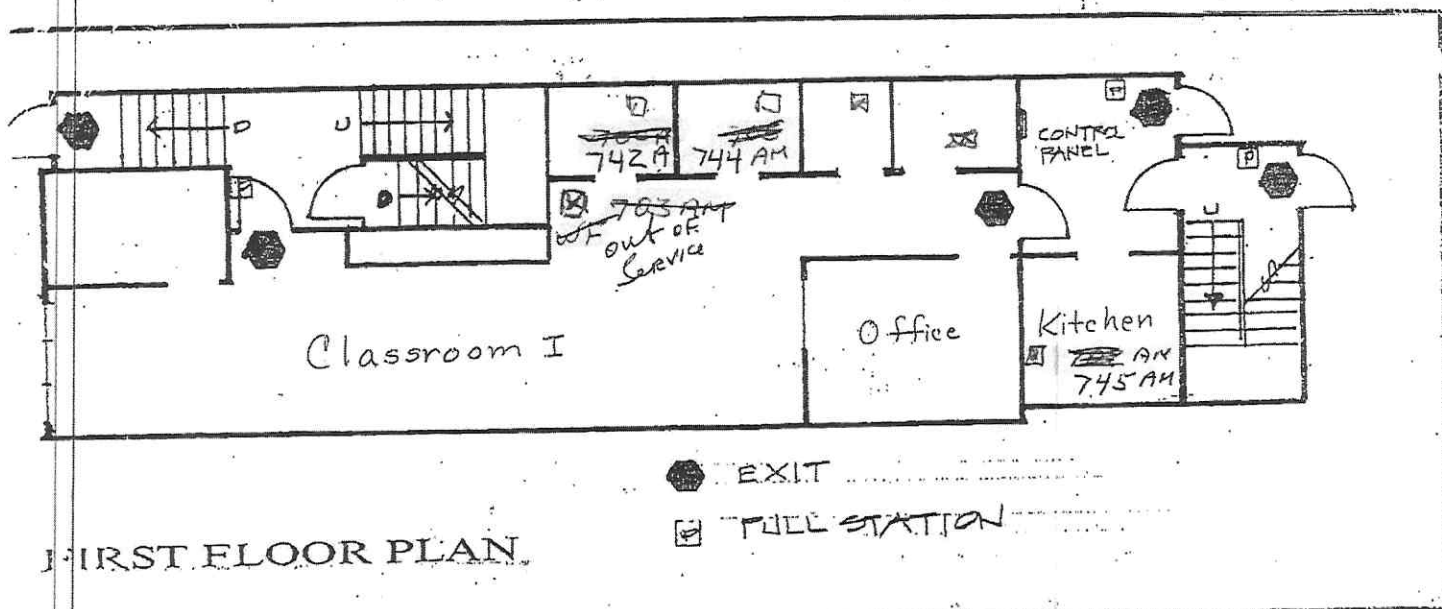 D
U
P
CONTROL
PANEL
742 A
744 AM
P
P
D
703 AM
out of
Service
U
Classroom I
Office
Kitchen
AM
745 AM
EXIT
P PULL STATION
FIRST FLOOR PLAN